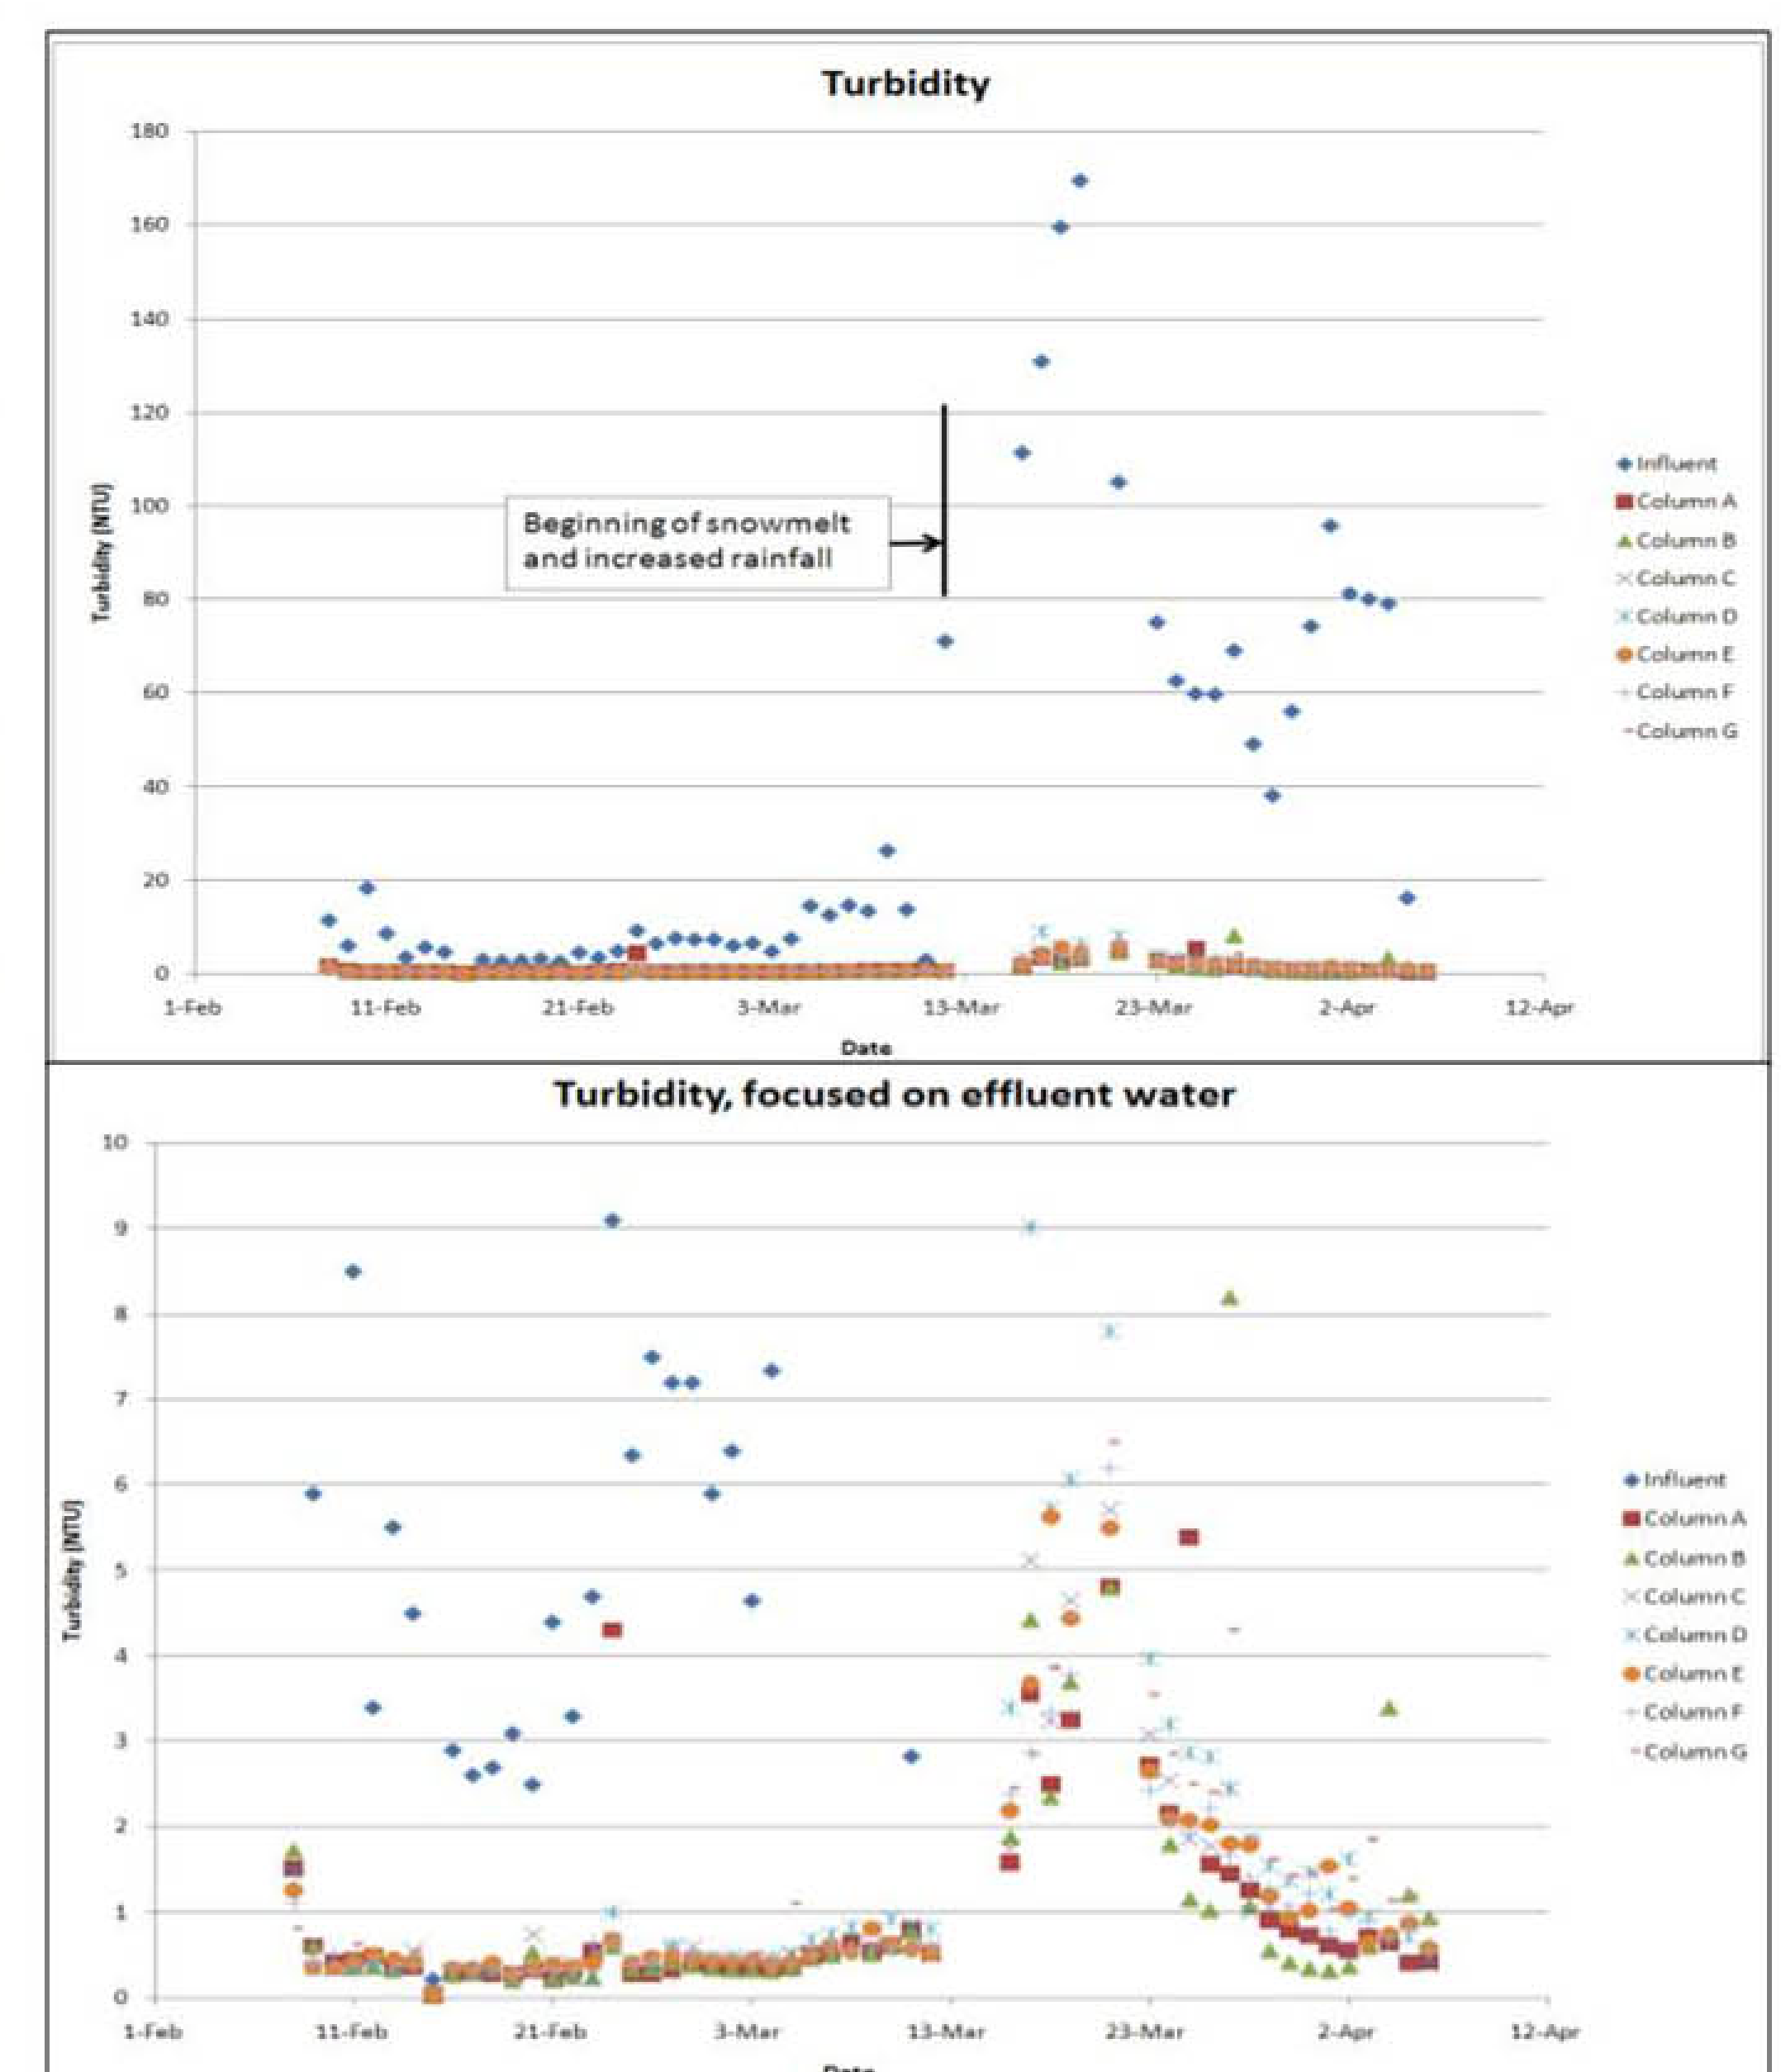 Turbidity
180
160
140
120
100
80
60
40
20
0
Turbidity (NTU)
Beginning of snowmelt
and increased rainfall
1-Feb 11-Feb 21-Feb 3-Mar 13-Mar 23-Mar 2-Apr 12-Apr
Date
Influent
Column A
Column B
Column C
Column D
Column E
Column F
Column G
Turbidity, focused on effluent water
10
9
8
7
6
5
4
3
2
1
0
Turbidity (NTU)
1-Feb 11-Feb 21-Feb 3-Mar 13-Mar 23-Mar 2-Apr 12-Apr
Date
Influent
Column A
Column B
Column C
Column D
Column E
Column F
Column G